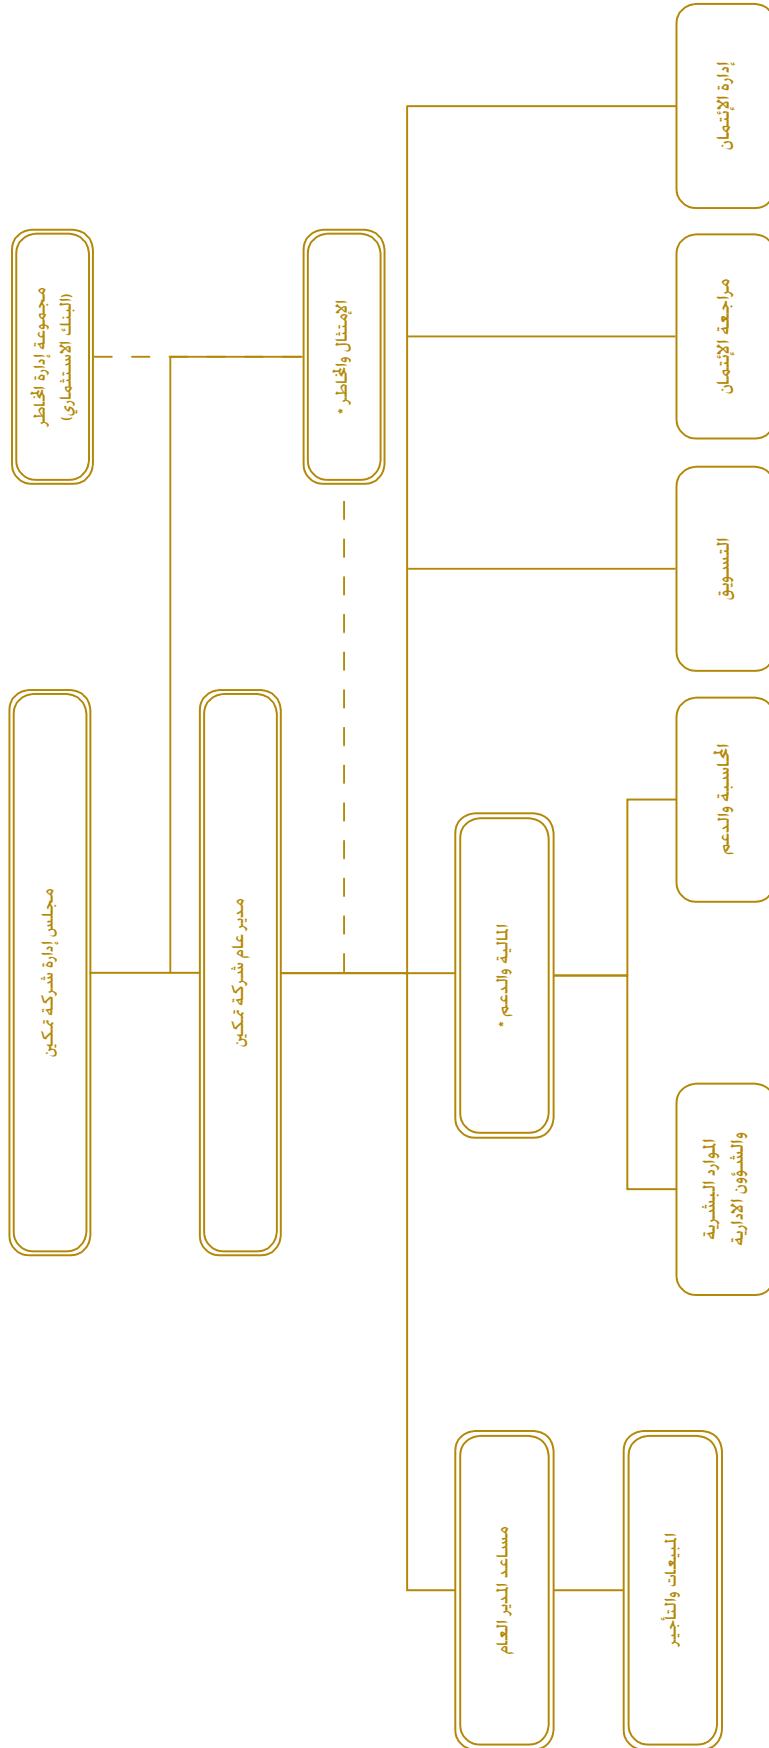 مجلس إدارة شركة تمكين
مجموعة إدارة المخاطر
(البنك الاستثماري)
مدير عام شركة تمكين
الإمتثال والمخاطر *
المالية والدعم *
مساعد المدير العام
إدارة الإئتمان
مراجعة الإئتمان
التسويق
المحاسبة والدعم
الموارد البشرية
والشؤون الادارية
المبيعات والتأجير